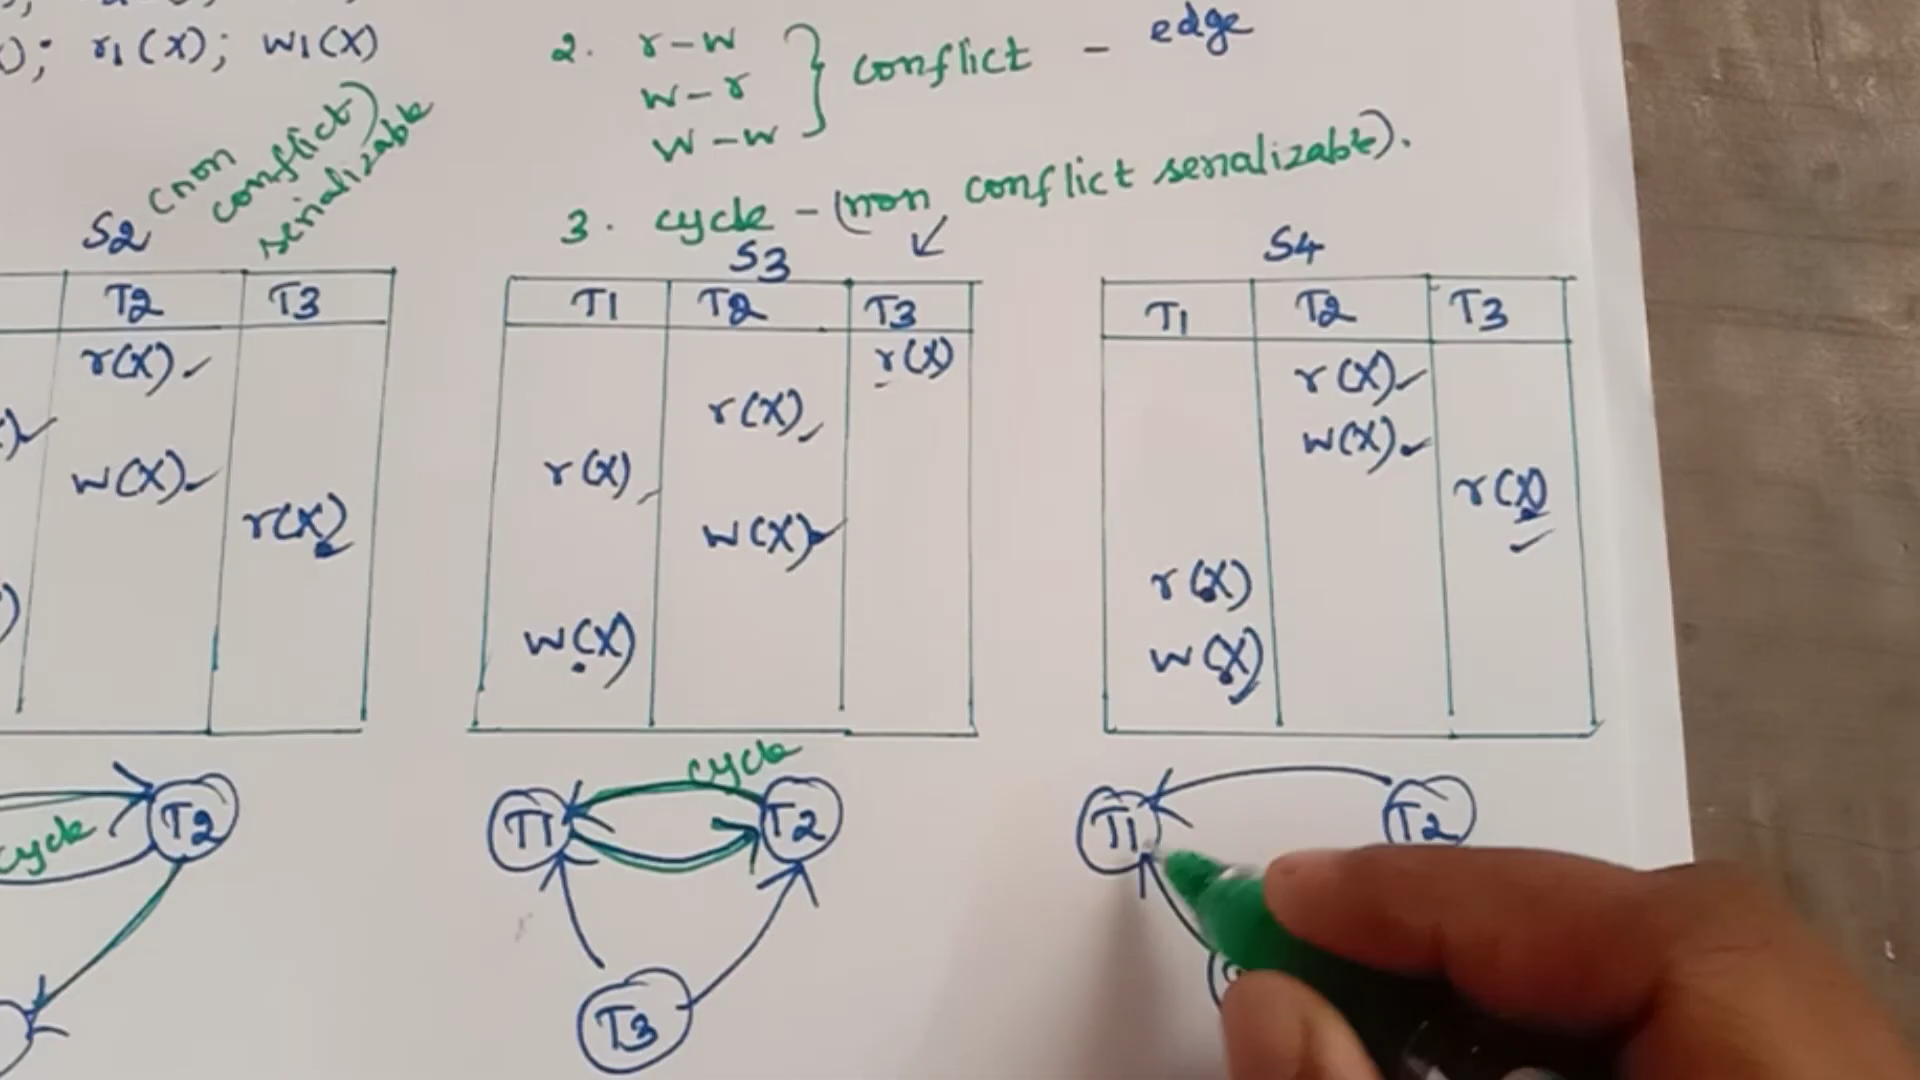 ); r1(X); w1(X)
2. r-w
w-r
w-w
conflict - edge
3. cycle - (non conflict serializable).
S2 (non conflict) serializable
T2 T3
r(X)
w(X)
r(X)
S3
T1 T2 T3
r(X)
r(X)
r(X)
w(X)
w(X)
S4
T1 T2 T3
r(X)
w(X)
r(X)
r(X)
w(X)
cycle T2
cycle
T1 T2
T3
T1 T2